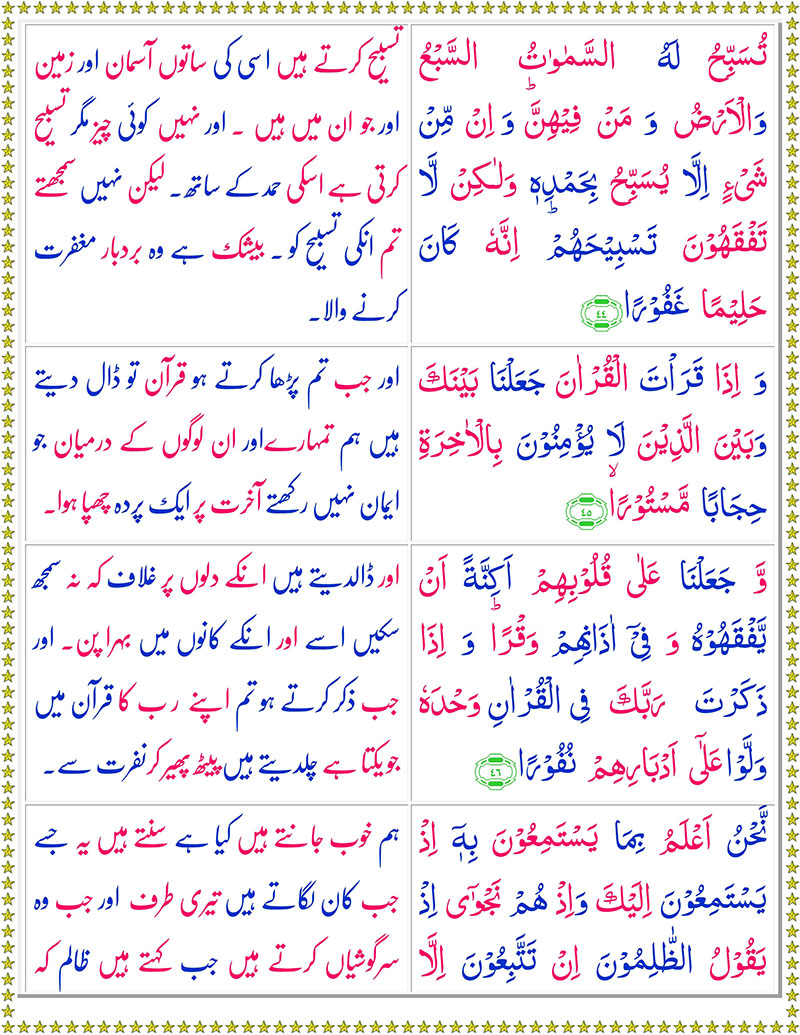 تُسَبِّحُ لَهُ السَّمٰوٰتُ السَّبْعُ
وَالْاَرْضُ وَ مَنْ فِيْهِنَّ ؕ وَ اِنْ مِّنْ
شَیْءٍ اِلَّا يُسَبِّحُ بِحَمْدِهٖ وَلٰكِنْ لَّا
تَفْقَهُوْنَ تَسْبِيْحَهُمْ ؕ اِنَّهٗ كَانَ
حَلِيْمًا غَفُوْرًا ٤٤
تسبیح کرتے ہیں اسی کی ساتوں آسمان اور زمین
اور جو ان میں ہیں ۔ اور نہیں کوئی چیز مگر تسبیح
کرتی ہے اسکی حمد کے ساتھ۔ لیکن نہیں سمجھتے
تم انکی تسبیح کو ۔ بیشک ہے وہ بردبار مغفرت
کرنے والا۔
وَ اِذَا قَرَاْتَ الْقُرْاٰنَ جَعَلْنَا بَيْنَكَ
وَبَيْنَ الَّذِيْنَ لَا يُؤْمِنُوْنَ بِالْاٰخِرَةِ
حِجَابًا مَّسْتُوْرًا ۙ ٤٥
اور جب تم پڑھا کرتے ہو قرآن تو ڈال دیتے
ہیں ہم تمہارے اور ان لوگوں کے درمیان جو
ایمان نہیں رکھتے آخرت پر ایک پردہ چھپا ہوا۔
وَّ جَعَلْنَا عَلٰى قُلُوْبِهِمْ اَكِنَّةً اَنْ
يَّفْقَهُوْهُ وَ فِیْۤ اٰذَانِهِمْ وَقْرًا ؕ وَ اِذَا
ذَكَرْتَ رَبَّكَ فِی الْقُرْاٰنِ وَحْدَهٗ
وَلَّوْا عَلٰۤى اَدْبَارِهِمْ نُفُوْرًا ٤٦
اور ڈالدیتے ہیں انکے دلوں پر غلاف کہ نہ سمجھ
سکیں اسے اور انکے کانوں میں بہرا پن۔ اور
جب ذکر کرتے ہو تم اپنے رب کا قرآن میں
جو یکتا ہے چلدیتے ہیں پیٹھ پھیر کر نفرت سے۔
نَّحْنُ اَعْلَمُ بِمَا يَسْتَمِعُوْنَ بِهٖۤ اِذْ
يَسْتَمِعُوْنَ اِلَيْكَ وَاِذْ هُمْ نَجْوٰۤى اِذْ
يَقُوْلُ الظّٰلِمُوْنَ اِنْ تَتَّبِعُوْنَ اِلَّا
ہم خوب جانتے ہیں کیا ہے سنتے ہیں یہ جسے
جب کان لگاتے ہیں تیری طرف اور جب وہ
سرگوشیاں کرتے ہیں جب کہتے ہیں ظالم کہ